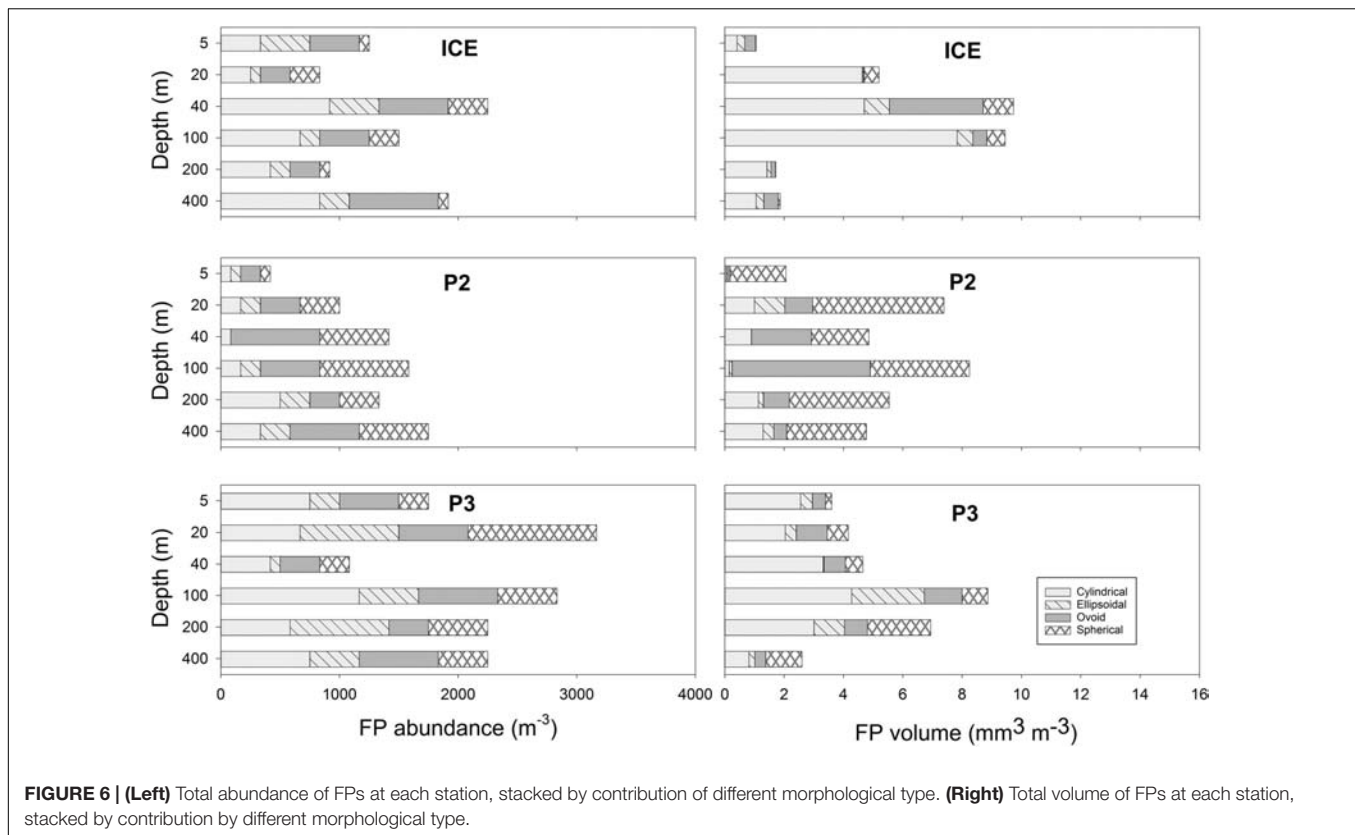 ICE
5
20
40
100
200
400
Depth (m)
ICE
Depth (m)
P2
5
20
40
100
200
400
Depth (m)
P2
Depth (m)
P3
5
20
40
100
200
400
Depth (m)
0 1000 2000 3000 4000
FP abundance (m⁻³)
P3
Depth (m)
Cylindrical
Ellipsoidal
Ovoid
Spherical
0 2 4 6 8 10 12 14 16
FP volume (mm³ m⁻³)
FIGURE 6 | (Left) Total abundance of FPs at each station, stacked by contribution of different morphological type. (Right) Total volume of FPs at each station,
stacked by contribution by different morphological type.